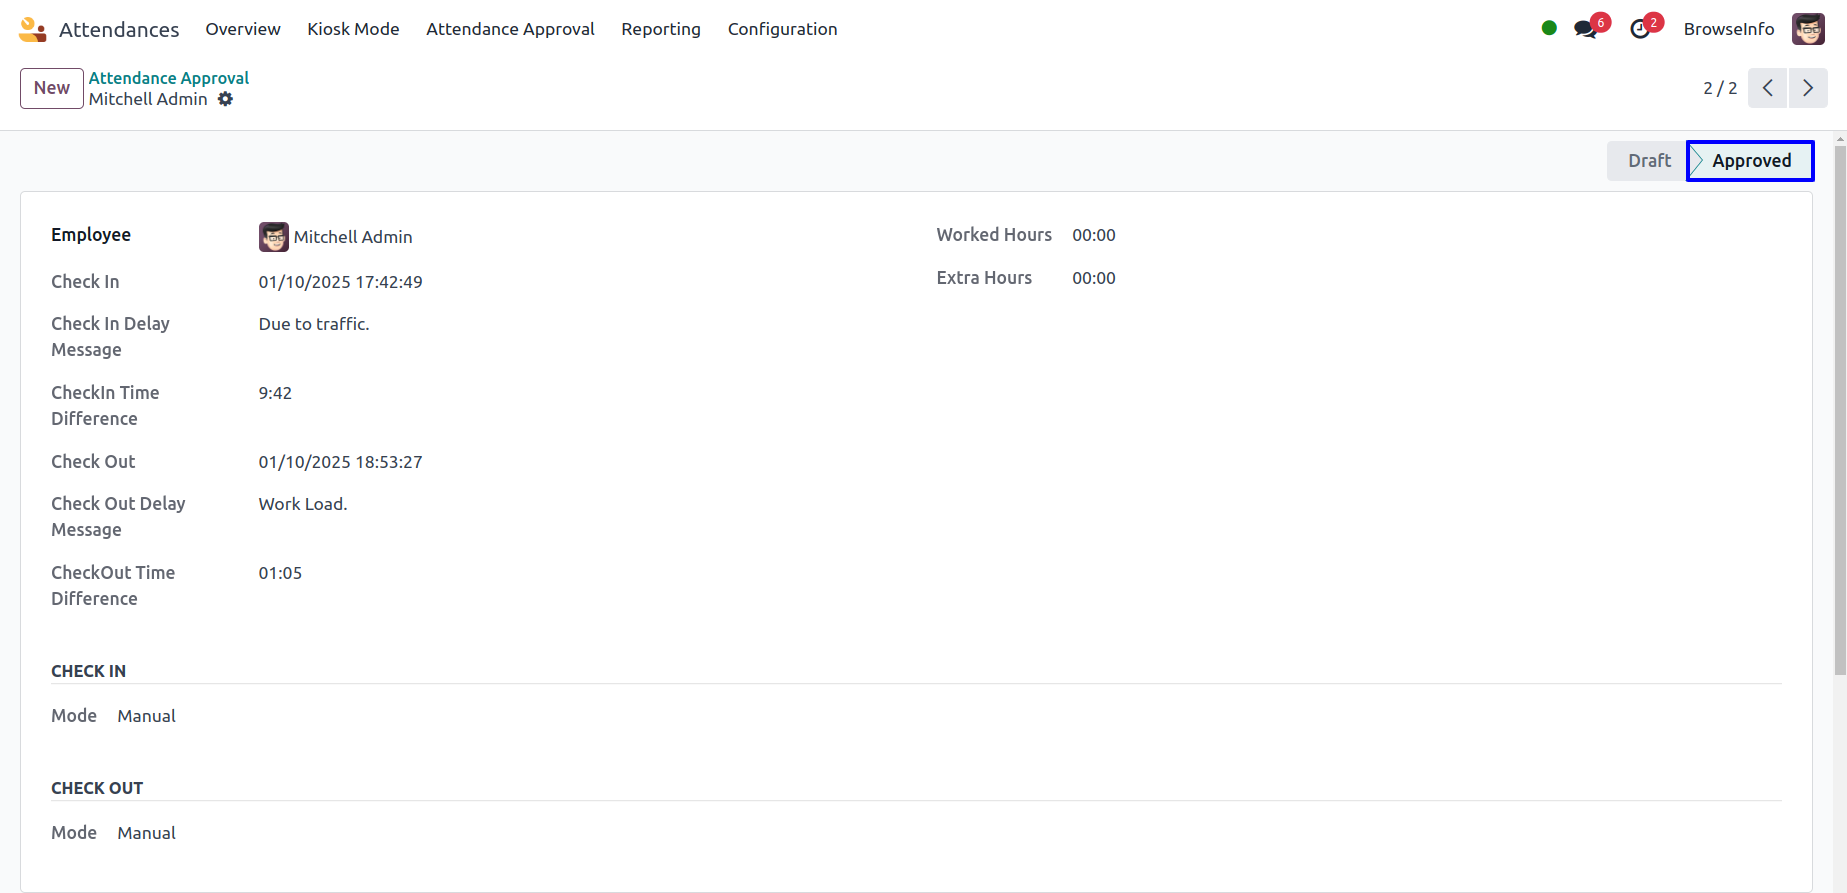 Attendances Overview Kiosk Mode Attendance Approval Reporting Configuration 6 2 BrowseInfo
New Attendance Approval
Mitchell Admin
2 / 2
Draft Approved
Employee Mitchell Admin Worked Hours 00:00
Check In 01/10/2025 17:42:49 Extra Hours 00:00
Check In Delay Due to traffic.
Message
CheckIn Time 9:42
Difference
Check Out 01/10/2025 18:53:27
Check Out Delay Work Load.
Message
CheckOut Time 01:05
Difference
CHECK IN
Mode Manual
CHECK OUT
Mode Manual